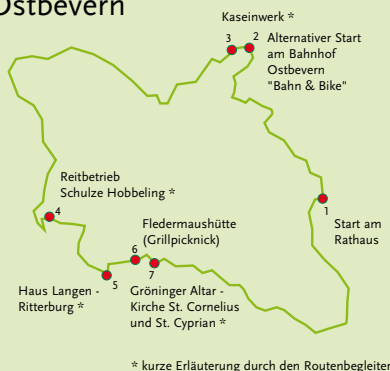 Ostbevern
Kaseinwerk *
3
2
Alternativer Start
am Bahnhof
Ostbevern
"Bahn & Bike"
Reitbetrieb
Schulze Hobbeling *
4
1
Start am
Rathaus
Fledermaushütte
(Grillpicknick)
6
7
5
Haus Langen -
Ritterburg *
Gröninger Altar -
Kirche St. Cornelius
und St. Cyprian *
* kurze Erläuterung durch den Routenbegleiter